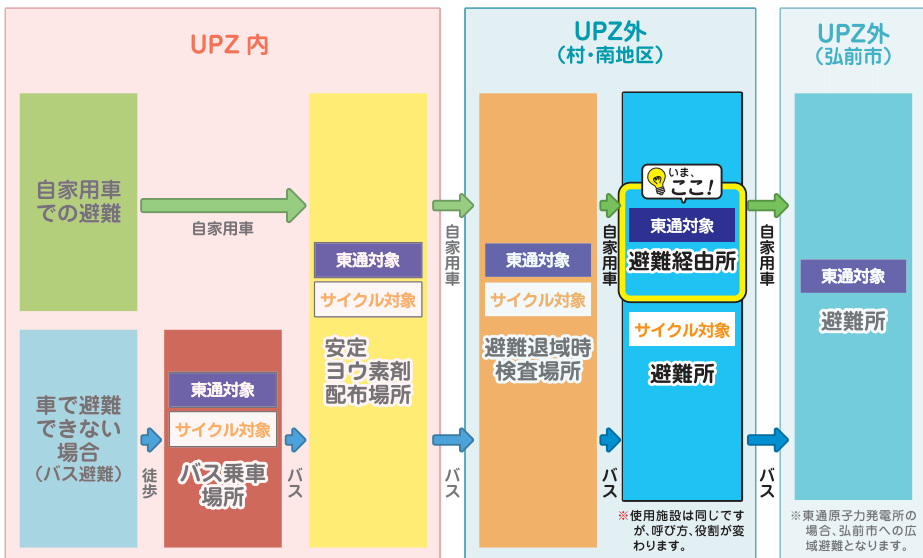 UPZ 内
UPZ外
（村・南地区）
UPZ外
（弘前市）
自家用車
での避難
自家用車
車で避難
できない
場合
（バス避難）
徒歩
東通対象
サイクル対象
バス乗車
場所
バス
東通対象
サイクル対象
安定
ヨウ素剤
配布場所
自家用車
バス
東通対象
サイクル対象
避難退域時
検査場所
自家用車
バス
いま、
ここ！
東通対象
避難経由所
サイクル対象
避難所
※使用施設は同じです
が、呼び方、役割が変
わります。
自家用車
バス
東通対象
避難所
※東通原子力発電所の
場合、弘前市への広
域避難となります。